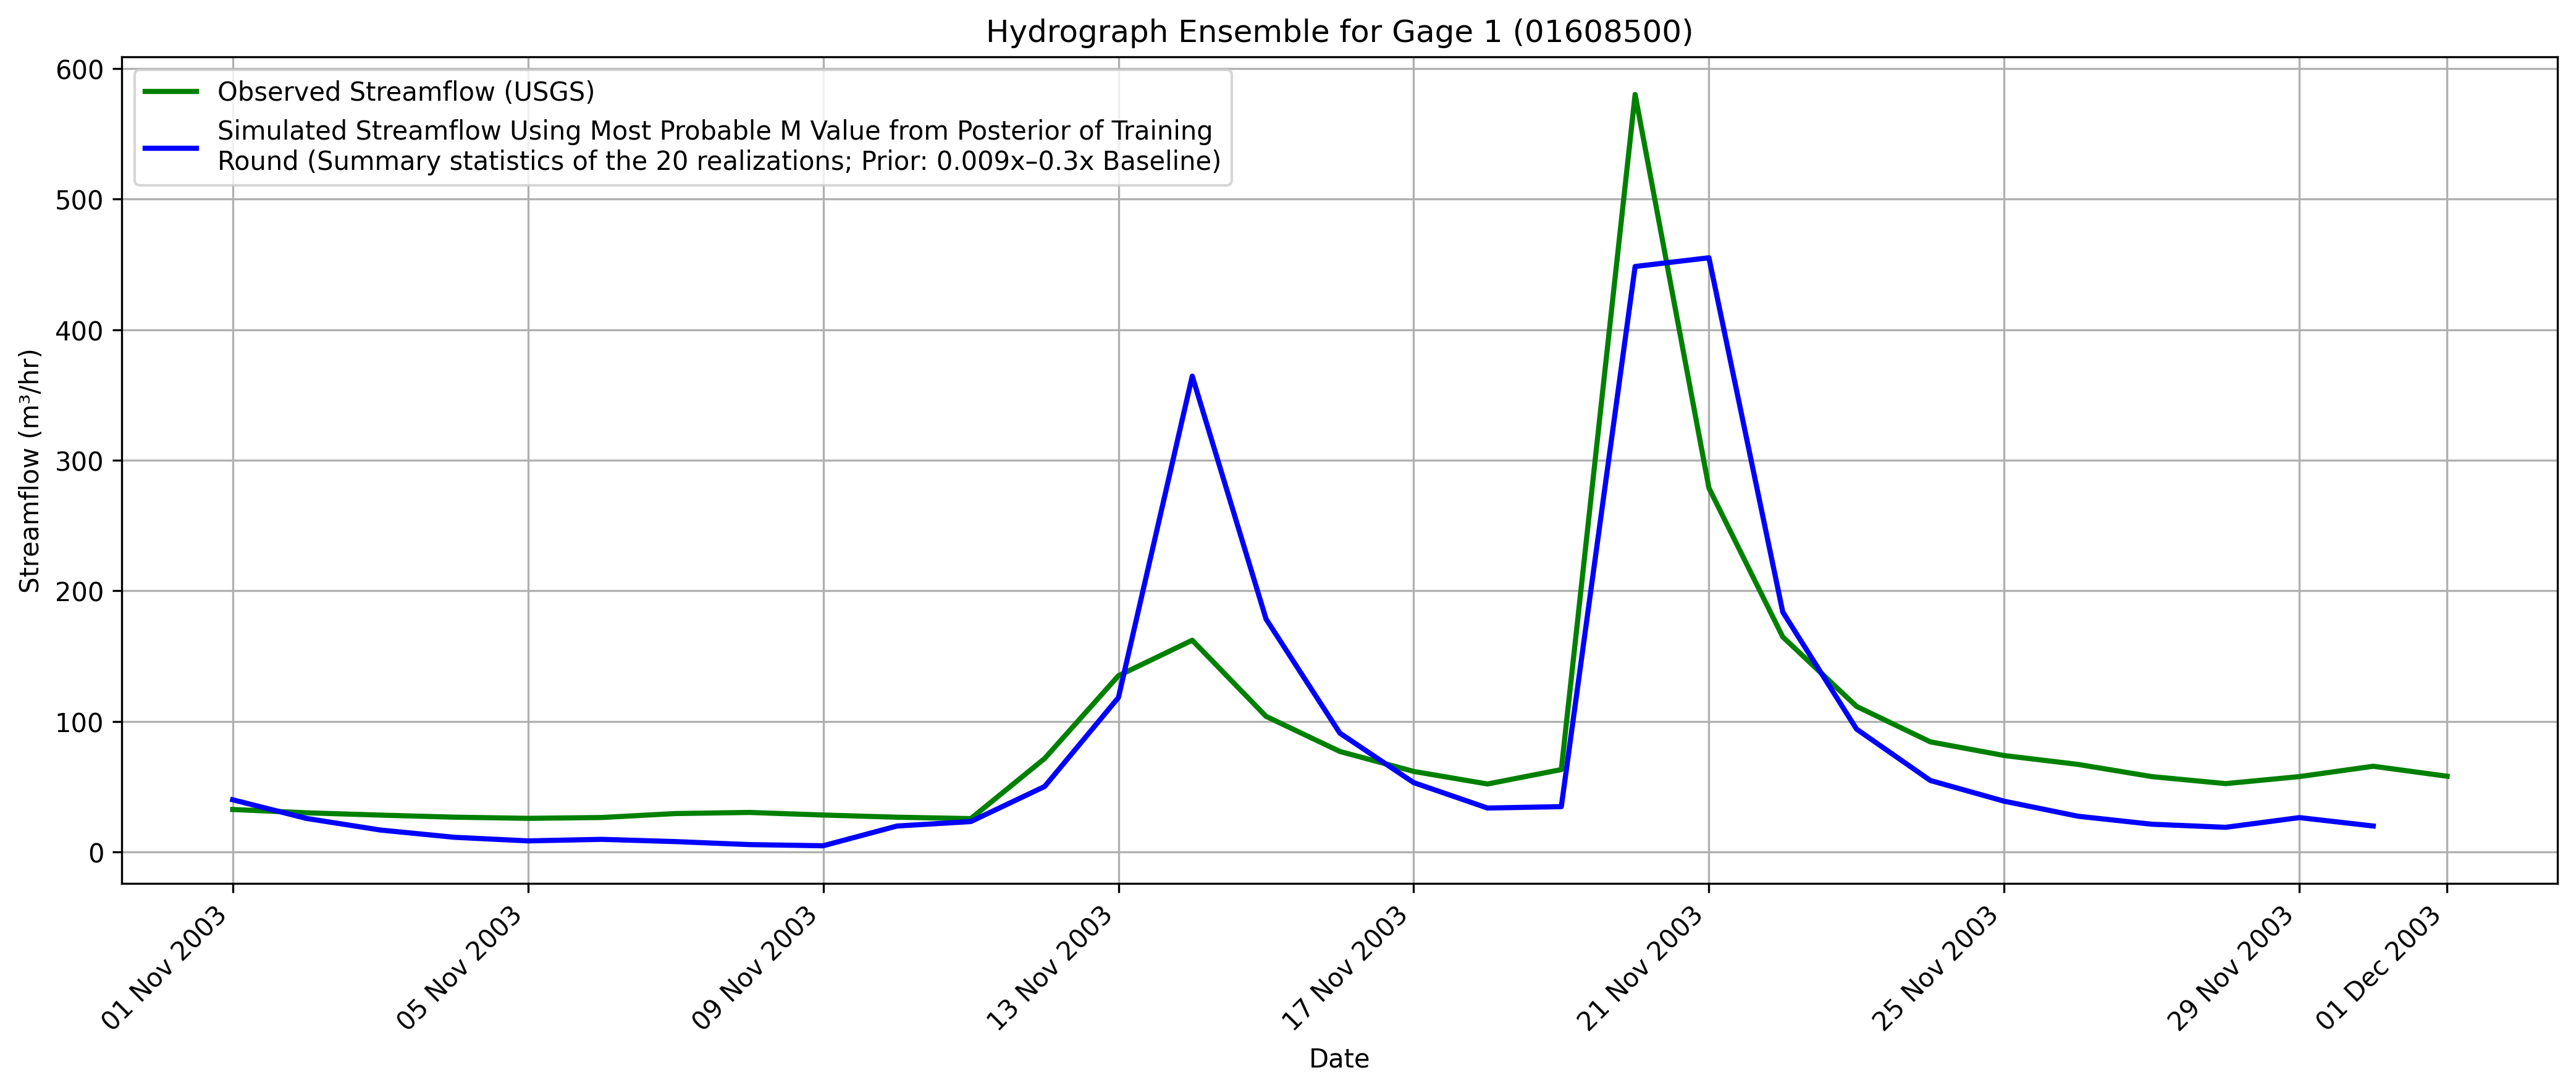 Hydrograph Ensemble for Gage 1 (01608500)
Observed Streamflow (USGS)
Simulated Streamflow Using Most Probable M Value from Posterior of Training
Round (Summary statistics of the 20 realizations; Prior: 0.009x–0.3x Baseline)
Streamflow (m³/hr)
600
500
400
300
200
100
0
01 Nov 2003
05 Nov 2003
09 Nov 2003
13 Nov 2003
17 Nov 2003
21 Nov 2003
25 Nov 2003
29 Nov 2003
01 Dec 2003
Date